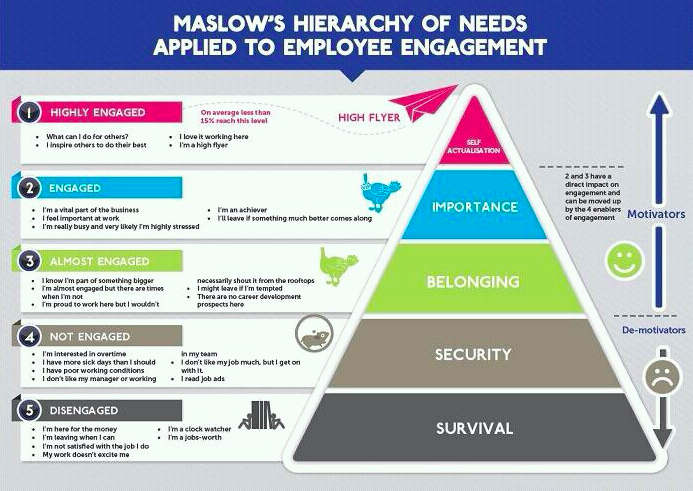 MASLOW'S HIERARCHY OF NEEDS
APPLIED TO EMPLOYEE ENGAGEMENT
1 HIGHLY ENGAGED
On average less than
15% reach this level
HIGH FLYER
• What can I do for others?
• I inspire others to do their best
• I love it working here
• I'm a high flyer
SELF
ACTUALISATION
2 ENGAGED
• I'm a vital part of the business
• I feel important at work
• I'm really busy and very likely I'm highly stressed
• I'm an achiever
• I'll leave if something much better comes along
IMPORTANCE
2 and 3 have a
direct impact on
engagement and
can be moved up
by the 4 enablers
of engagement
Motivators
3 ALMOST ENGAGED
• I know I'm part of something bigger
• I'm almost engaged but there are times
when I'm not
• I'm proud to work here but I wouldn't
necessarily shout it from the rooftops
• I might leave if I'm tempted
• There are no career development
prospects here
BELONGING
De-motivators
4 NOT ENGAGED
• I'm interested in overtime
• I have more sick days than I should
• I have poor working conditions
• I don't like my manager or working
in my team
• I don't like my job much, but I get on
with it.
• I read job ads
SECURITY
5 DISENGAGED
• I'm here for the money
• I'm leaving when I can
• I'm not satisfied with the job I do
• My work doesn't excite me
• I'm a clock watcher
• I'm a jobs-worth
SURVIVAL